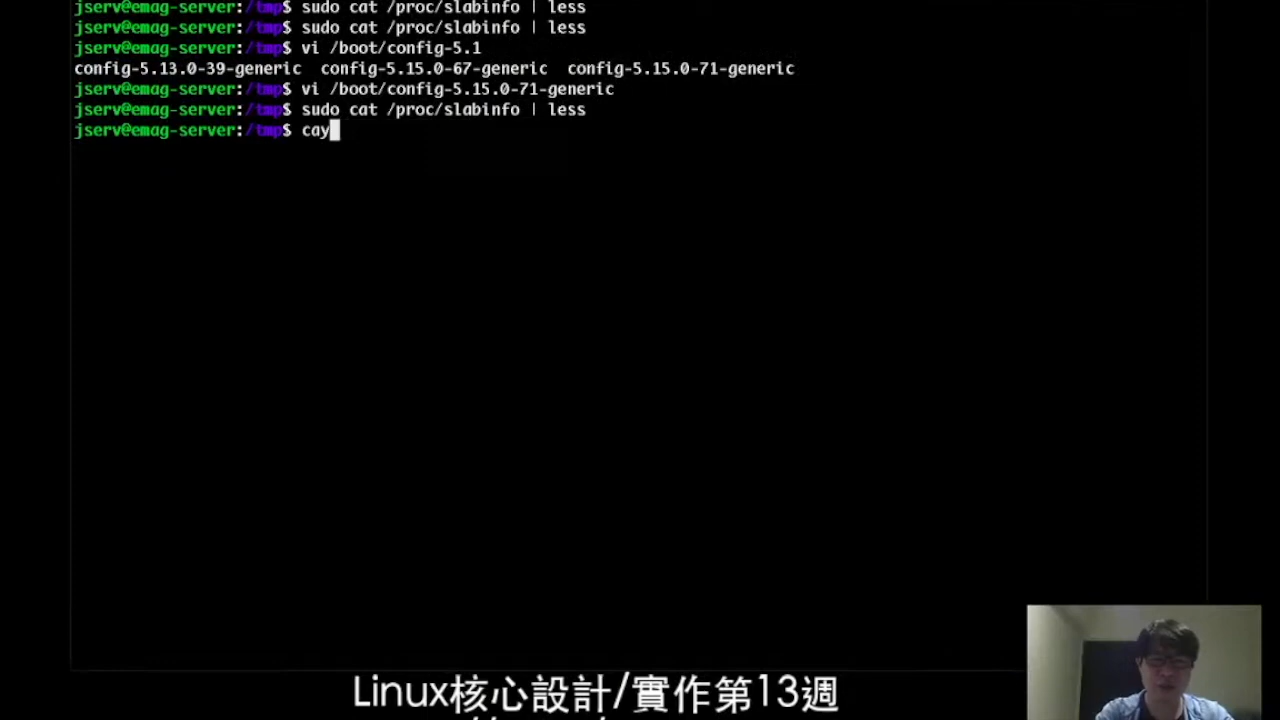 jserv@emag-server:/tmp$ sudo cat /proc/slabinfo | less
jserv@emag-server:/tmp$ sudo cat /proc/slabinfo | less
jserv@emag-server:/tmp$ vi /boot/config-5.1
config-5.13.0-39-generic  config-5.15.0-67-generic  config-5.15.0-71-generic
jserv@emag-server:/tmp$ vi /boot/config-5.15.0-71-generic
jserv@emag-server:/tmp$ sudo cat /proc/slabinfo | less
jserv@emag-server:/tmp$ cay
Linux核心設計/實作第13週